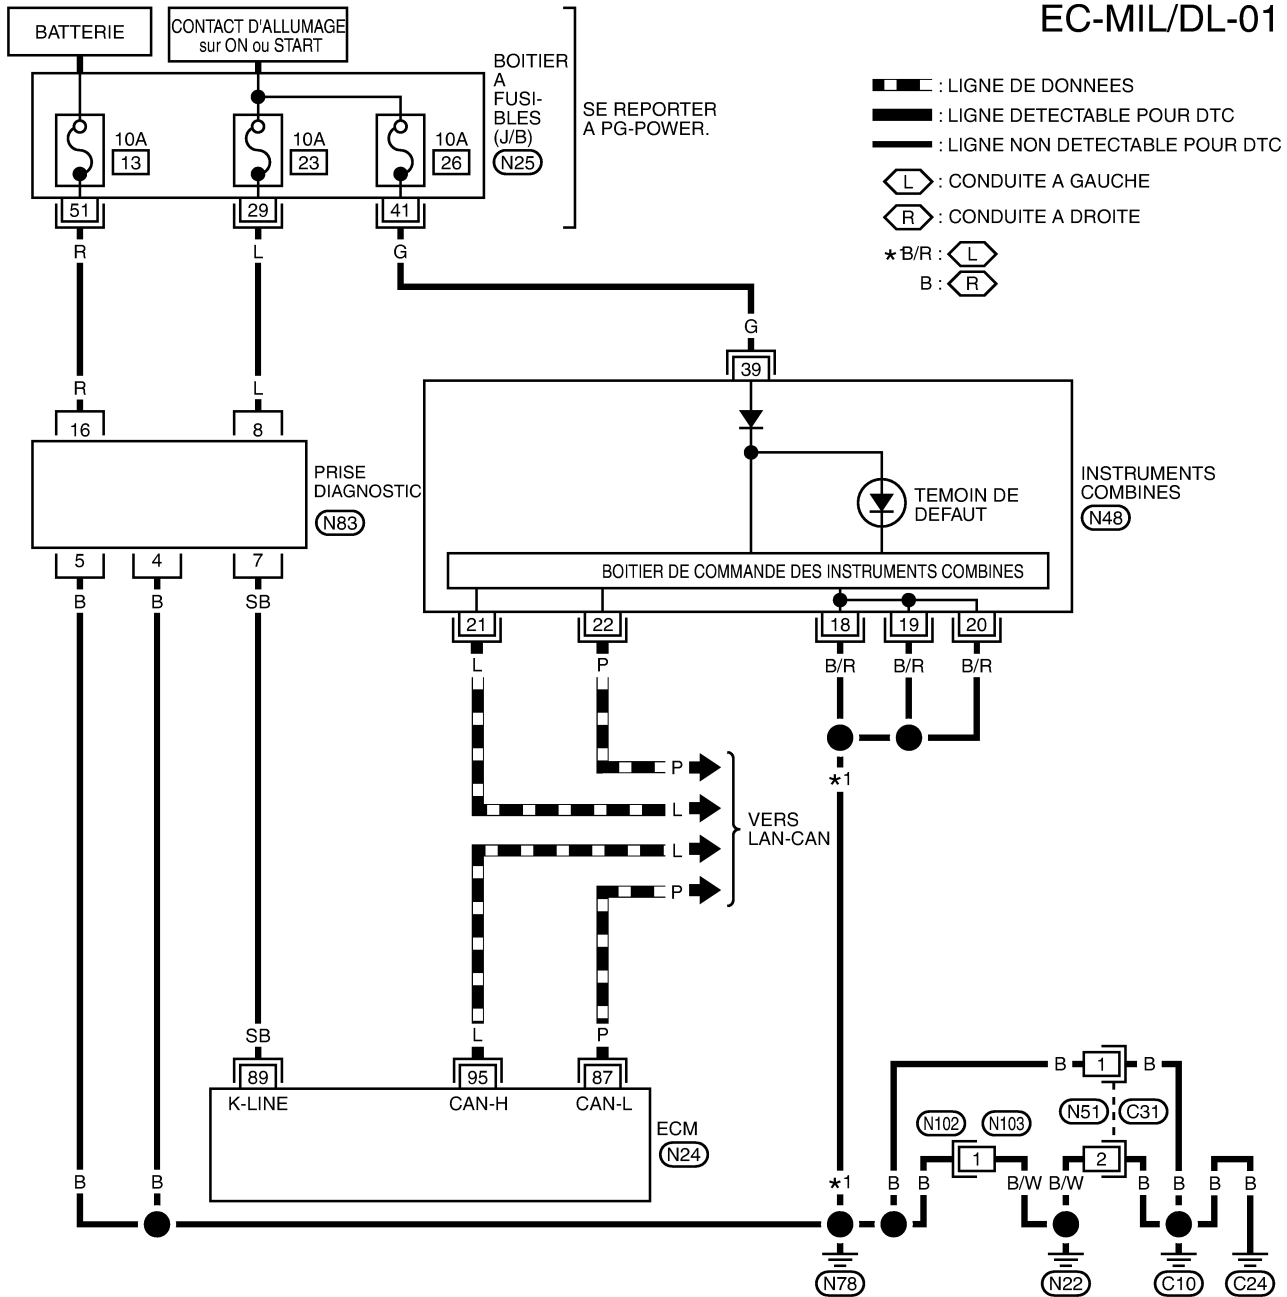 EC-MIL/DL-01
BATTERIE
CONTACT D'ALLUMAGE
sur ON ou START
BOITIER
A
FUSI-
BLES
(J/B)
N25
SE REPORTER
A PG-POWER.
10A
13
10A
23
10A
26
: LIGNE DE DONNEES
: LIGNE DETECTABLE POUR DTC
: LIGNE NON DETECTABLE POUR DTC
L : CONDUITE A GAUCHE
R : CONDUITE A DROITE
*1 B/R : L
B : R
51 29 41
R L G
G
39
R L
16 8
PRISE
DIAGNOSTIC
N83
TEMOIN DE
DEFAUT
INSTRUMENTS
COMBINES
N48
5 4 7
BOITIER DE COMMANDE DES INSTRUMENTS COMBINES
B B SB
21 22 18 19 20
L P B/R B/R B/R
P
*1
L
VERS
LAN-CAN
L
P
SB L P
89 95 87
K-LINE CAN-H CAN-L
ECM
N24
B 1 B
N51 C31
N102 N103
1 2
B B *1 B B B/W B/W B B B B
N78 N22 C10 C24